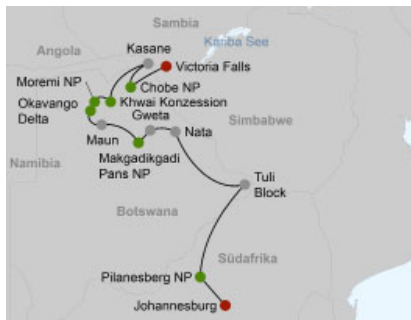 Sambia
Angola
Kasane
Kariba See
Moremi NP
Victoria Falls
Chobe NP
Okavango
Delta
Khwai Konzession
Gweta
Simbabwe
Maun
Nata
Namibia
Makgadikgadi
Pans NP
Tuli
Block
Botswana
Südafrika
Pilanesberg NP
Johannesburg